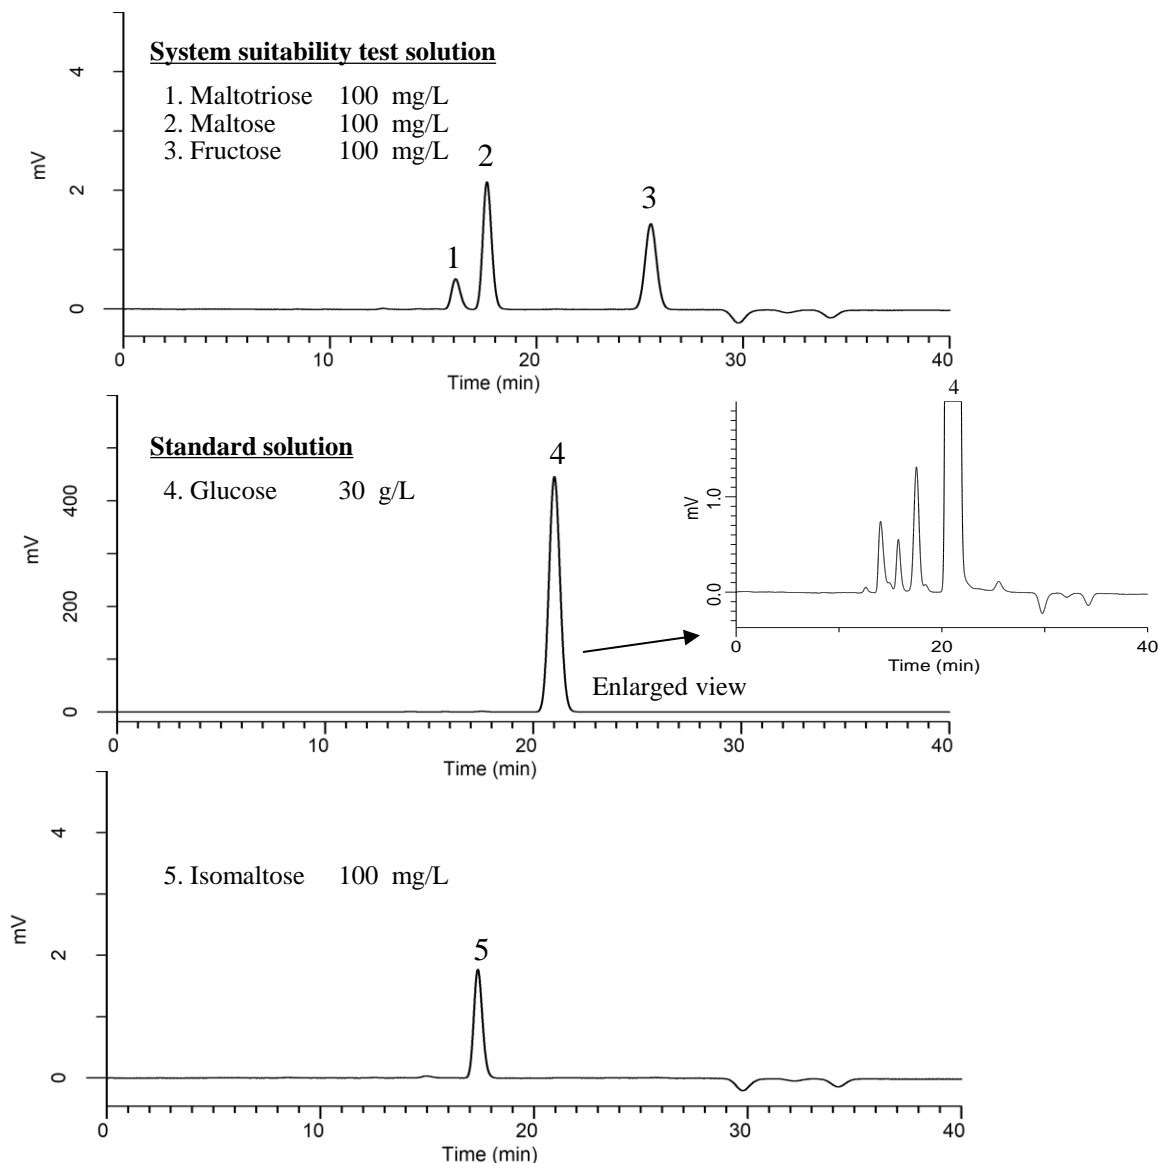 System suitability test solution
1. Maltotriose 100 mg/L
2. Maltose 100 mg/L
3. Fructose 100 mg/L
mV
4
2
0
1
2
3
0 10 20 30 40
Time (min)
Standard solution
4. Glucose 30 g/L
mV
400
200
0
4
Enlarged view
0 10 20 30 40
Time (min)
4
mV
1.0
0.0
0 20 40
Time (min)
5. Isomaltose 100 mg/L
mV
4
2
0
5
0 10 20 30 40
Time (min)